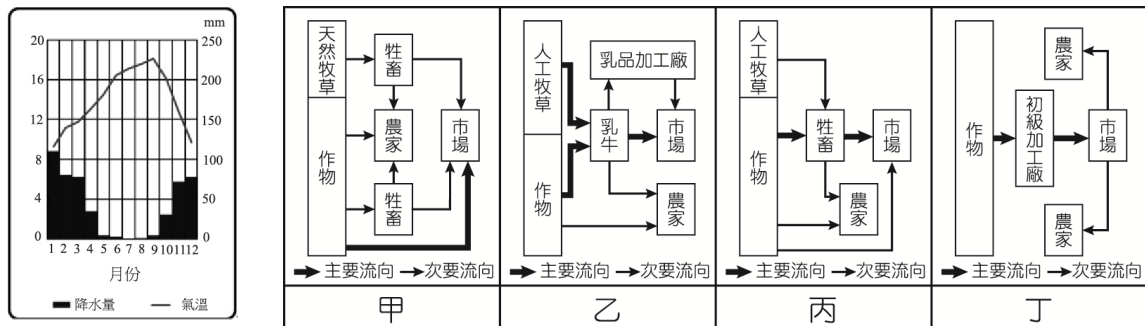 mm
20 250
16 200
12 150
8 100
4 50
0 0
1 2 3 4 5 6 7 8 9 10 11 12
月份
降水量 氣溫
天然牧草
作物
牲畜
農家
牲畜
市場
主要流向 次要流向
甲
人工牧草
作物
乳品加工廠
乳牛
市場
農家
主要流向 次要流向
乙
人工牧草
作物
牲畜
市場
農家
主要流向 次要流向
丙
作物
初級加工廠
農家
市場
農家
主要流向 次要流向
丁